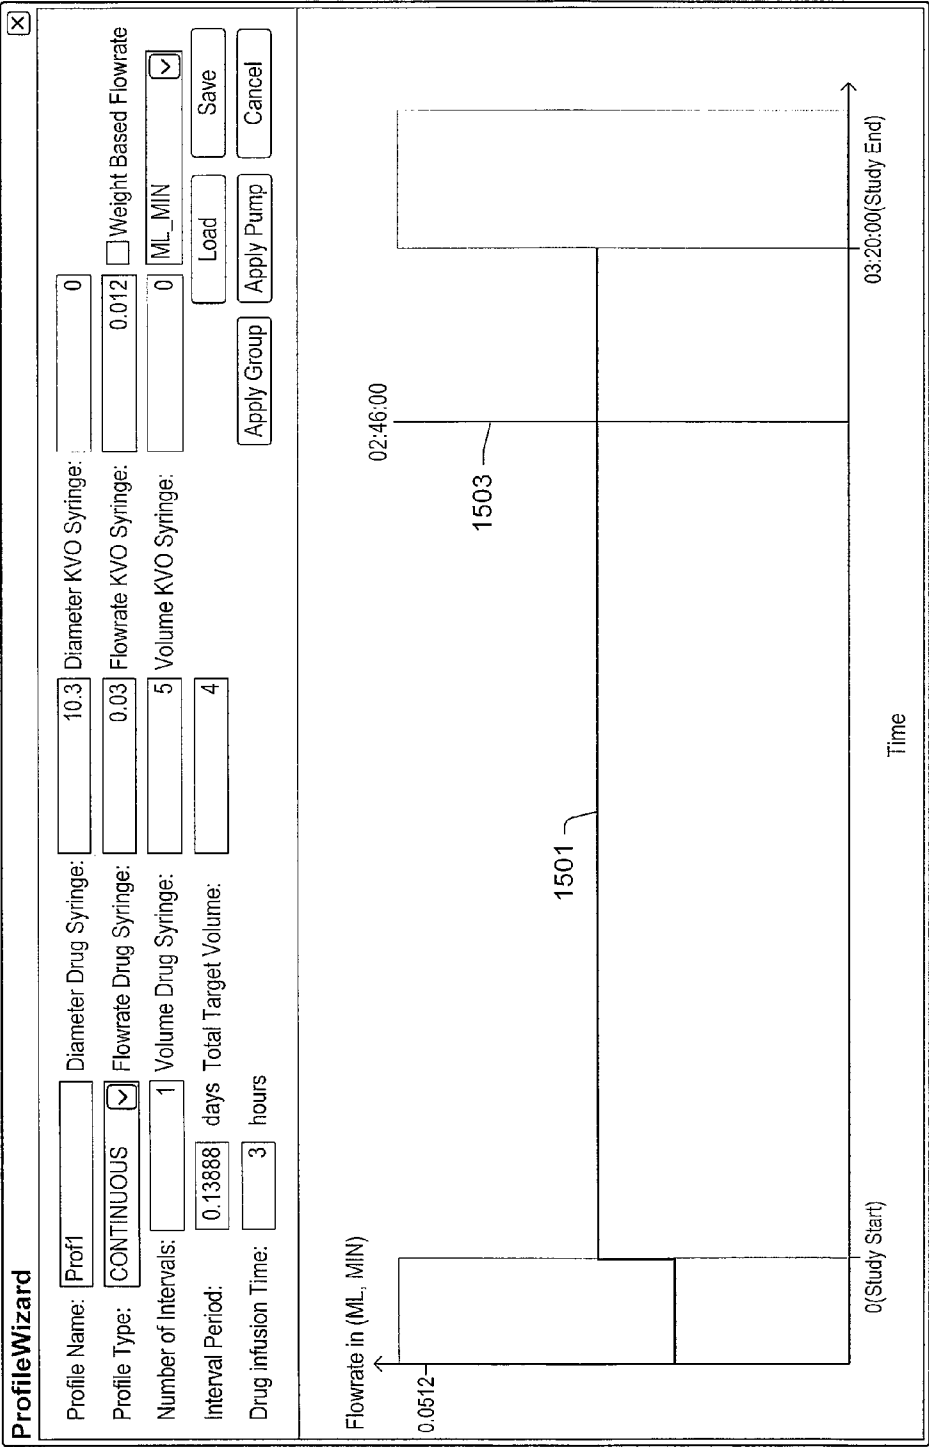 ProfileWizard
Profile Name: Prof1 Diameter Drug Syringe: 10.3 Diameter KVO Syringe: 0
Profile Type: CONTINUOUS Flowrate Drug Syringe: 0.03 Flowrate KVO Syringe: 0.012 Weight Based Flowrate
Number of Intervals: 1 Volume Drug Syringe: 5 Volume KVO Syringe: 0 ML_MIN
Interval Period: 0.13888 days Total Target Volume: 4 Load Save
Drug infusion Time: 3 hours Apply Group Apply Pump Cancel
Flowrate in (ML, MIN)
02:46:00
0.0512
1503
1501
0(Study Start) 03:20:00(Study End)
Time